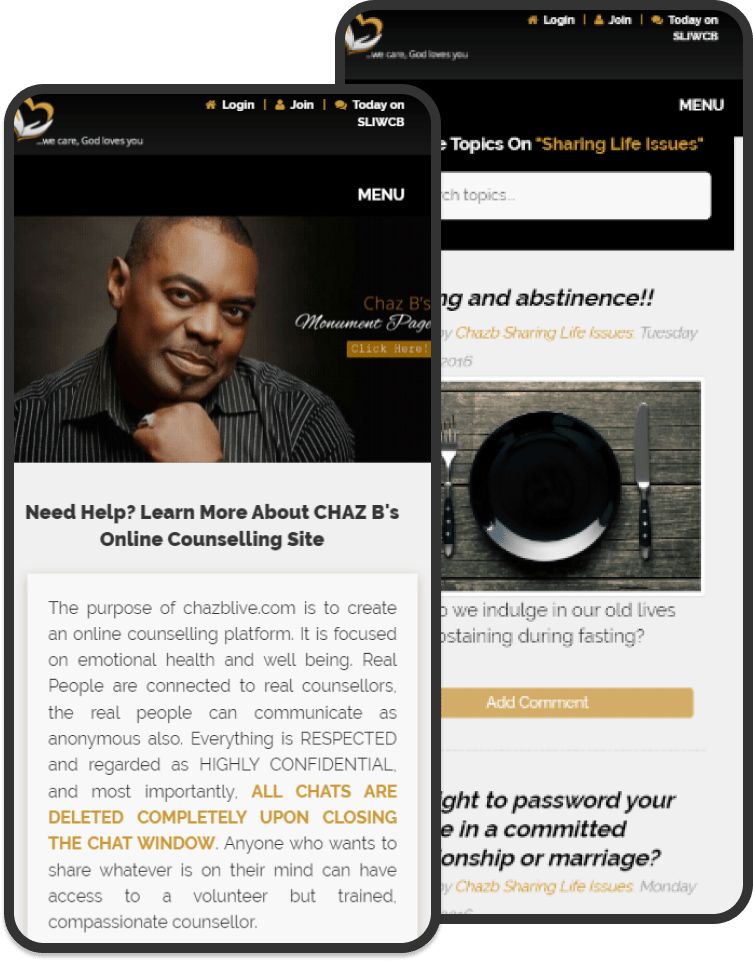 Login | Join | Today on
SLIWCB
...we care, God loves you
MENU
Chaz B's
Monument Page
Click Here!
Need Help? Learn More About CHAZ B's
Online Counselling Site
The purpose of chazblive.com is to create
an online counselling platform. It is focused
on emotional health and well being. Real
People are connected to real counsellors,
the real people can communicate as
anonymous also. Everything is RESPECTED
and regarded as HIGHLY CONFIDENTIAL,
and most importantly, ALL CHATS ARE
DELETED COMPLETELY UPON CLOSING
THE CHAT WINDOW. Anyone who wants to
share whatever is on their mind can have
access to a volunteer but trained,
compassionate counsellor.
Login | Join | Today on
SLIWCB
...we care, God loves you
MENU
e Topics On "Sharing Life Issues"
rch topics...
ng and abstinence!!
by Chazb Sharing Life Issues: Tuesday
2016
o we indulge in our old lives
bstaining during fasting?
Add Comment
ight to password your
e in a committed
ionship or marriage?
by Chazb Sharing Life Issues: Monday
2016